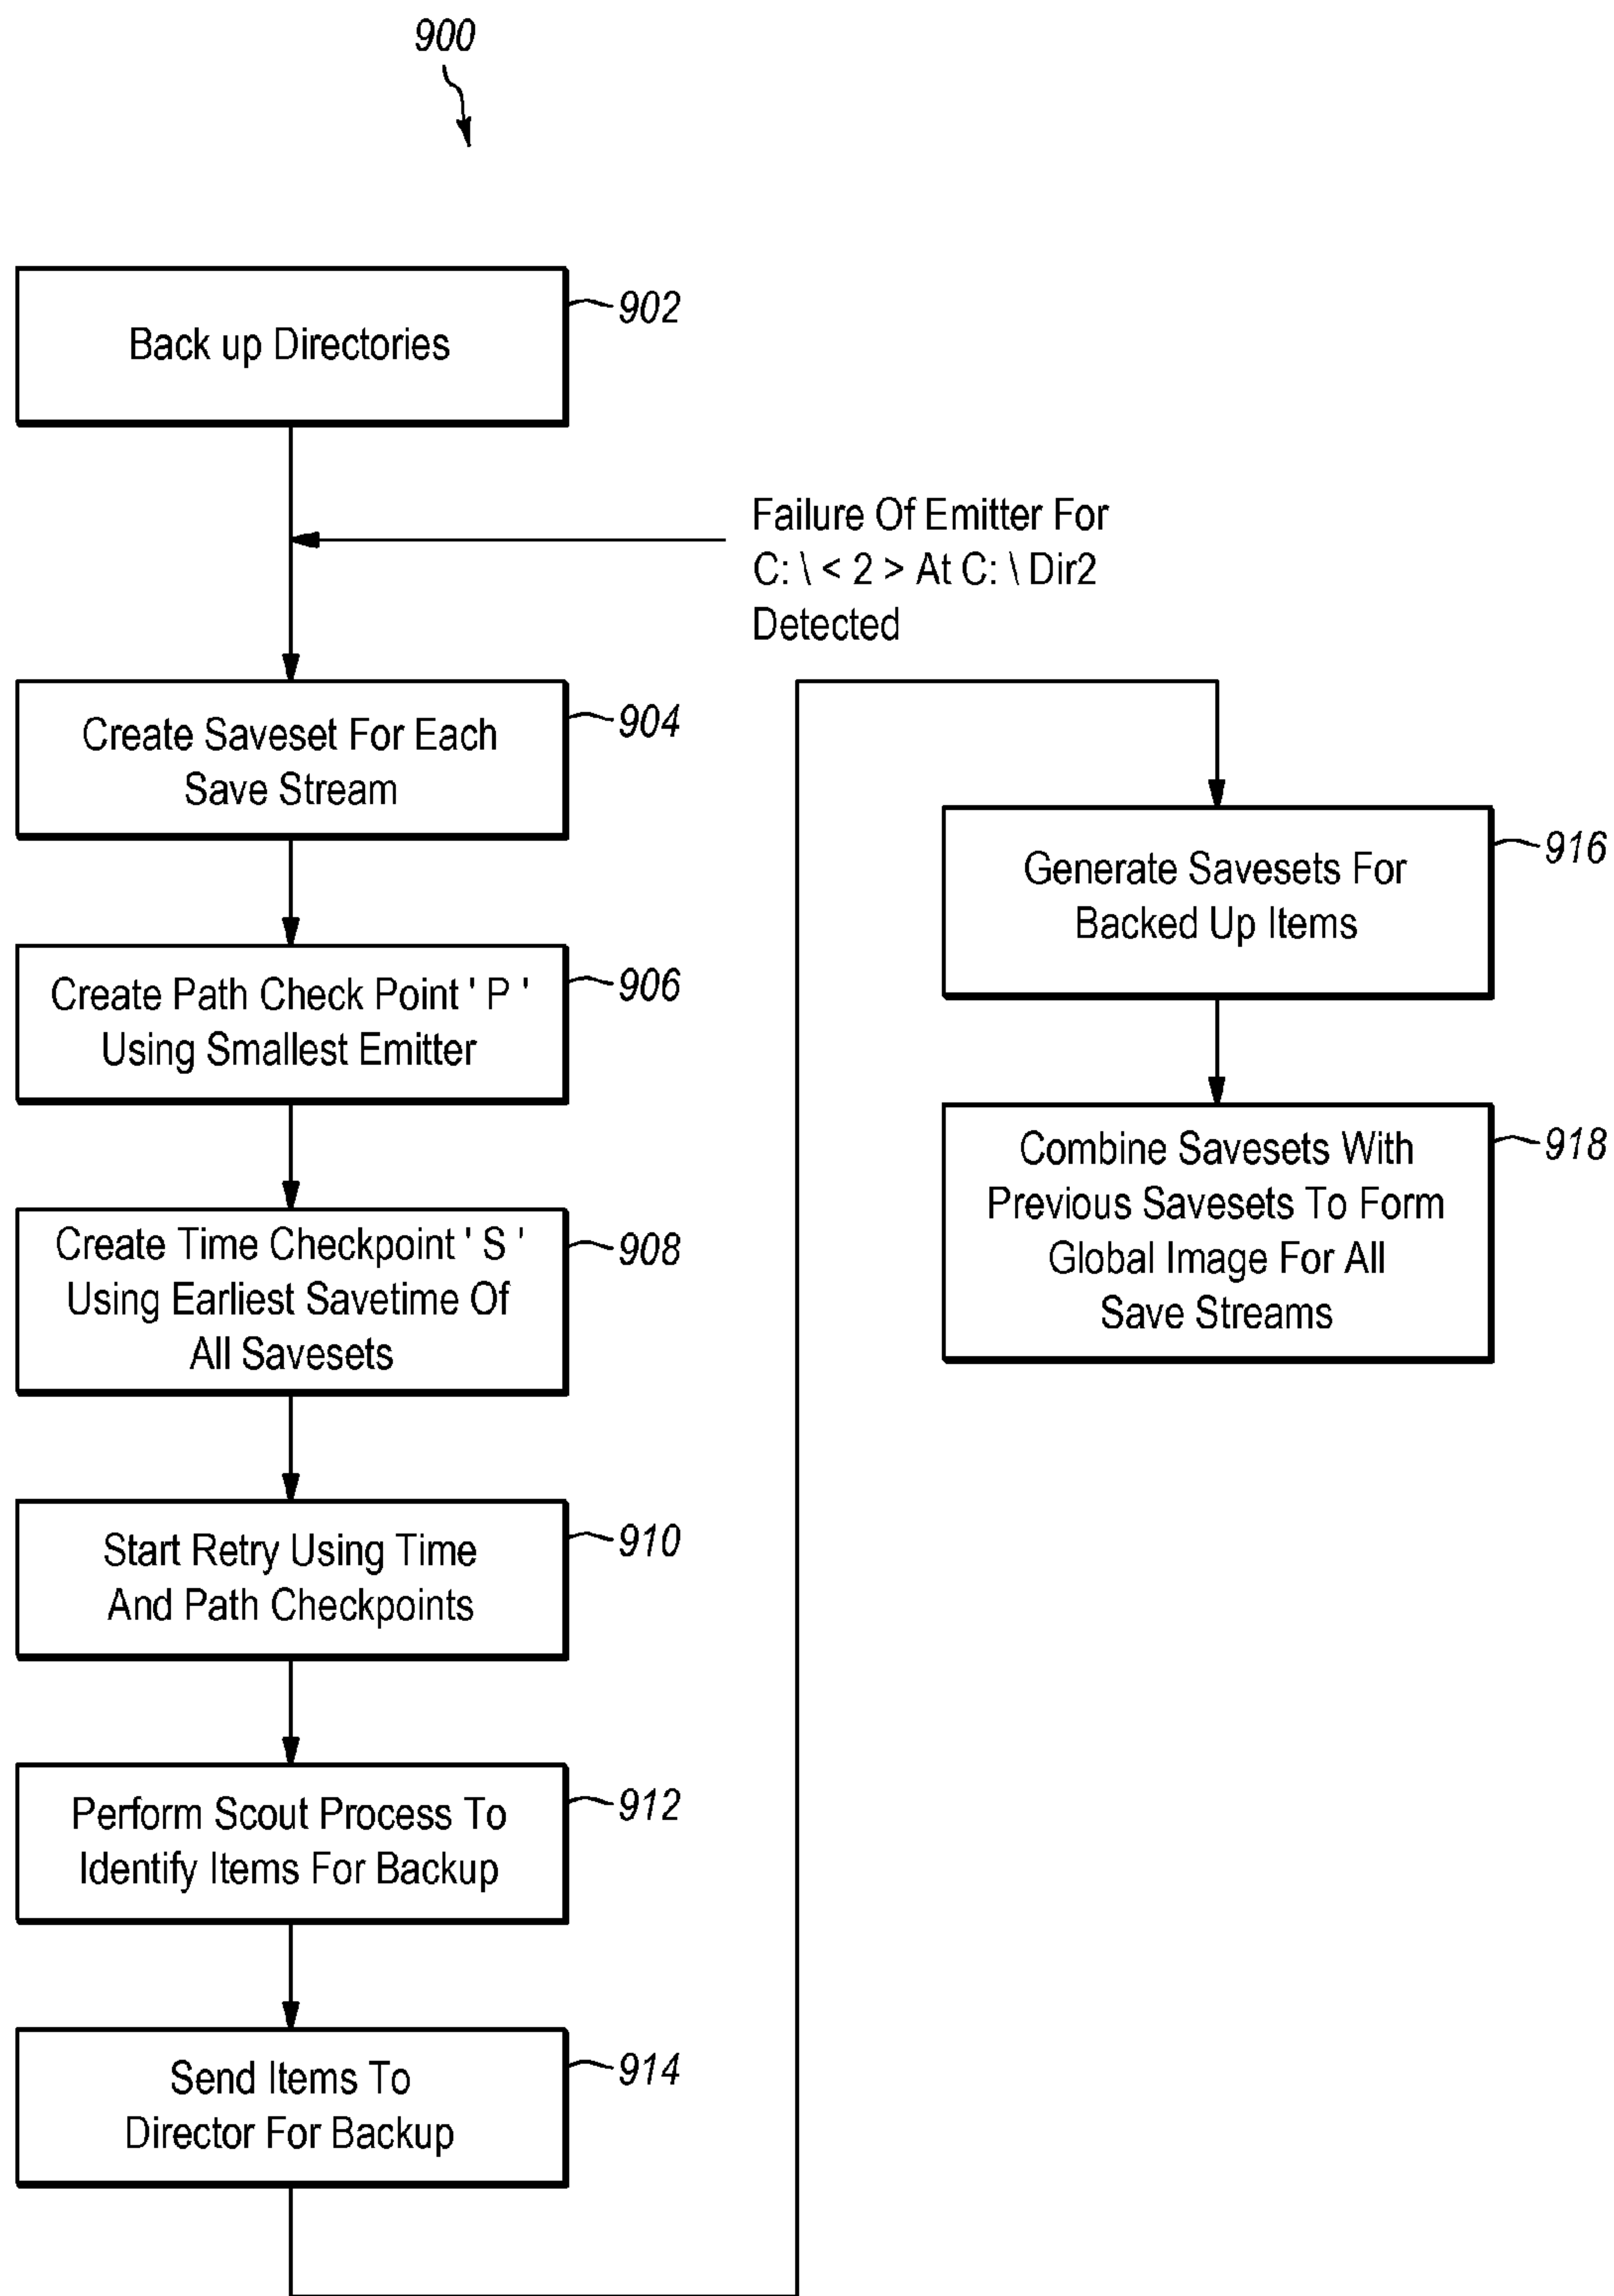 900
Back up Directories
902
Failure Of Emitter For
C: \ < 2 > At C: \ Dir2
Detected
Create Saveset For Each
Save Stream
904
Create Path Check Point ' P '
Using Smallest Emitter
906
Create Time Checkpoint ' S '
Using Earliest Savetime Of
All Savesets
908
Start Retry Using Time
And Path Checkpoints
910
Perform Scout Process To
Identify Items For Backup
912
Send Items To
Director For Backup
914
Generate Savesets For
Backed Up Items
916
Combine Savesets With
Previous Savesets To Form
Global Image For All
Save Streams
918